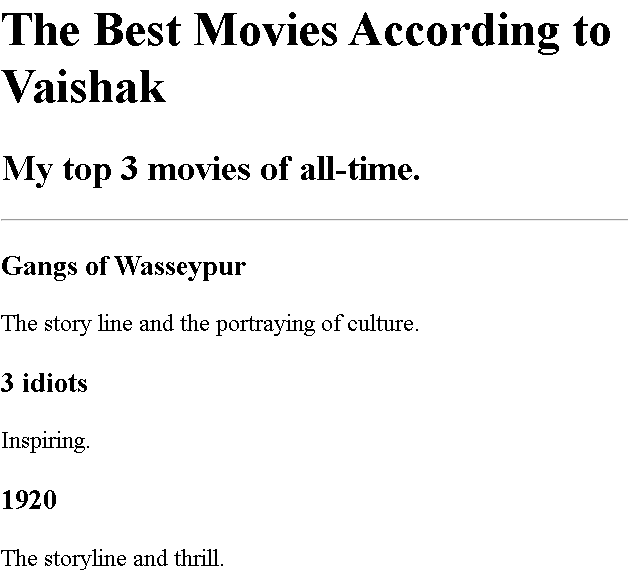 The Best Movies According to
Vaishak
My top 3 movies of all-time.
Gangs of Wasseypur
The story line and the portraying of culture.
3 idiots
Inspiring.
1920
The storyline and thrill.